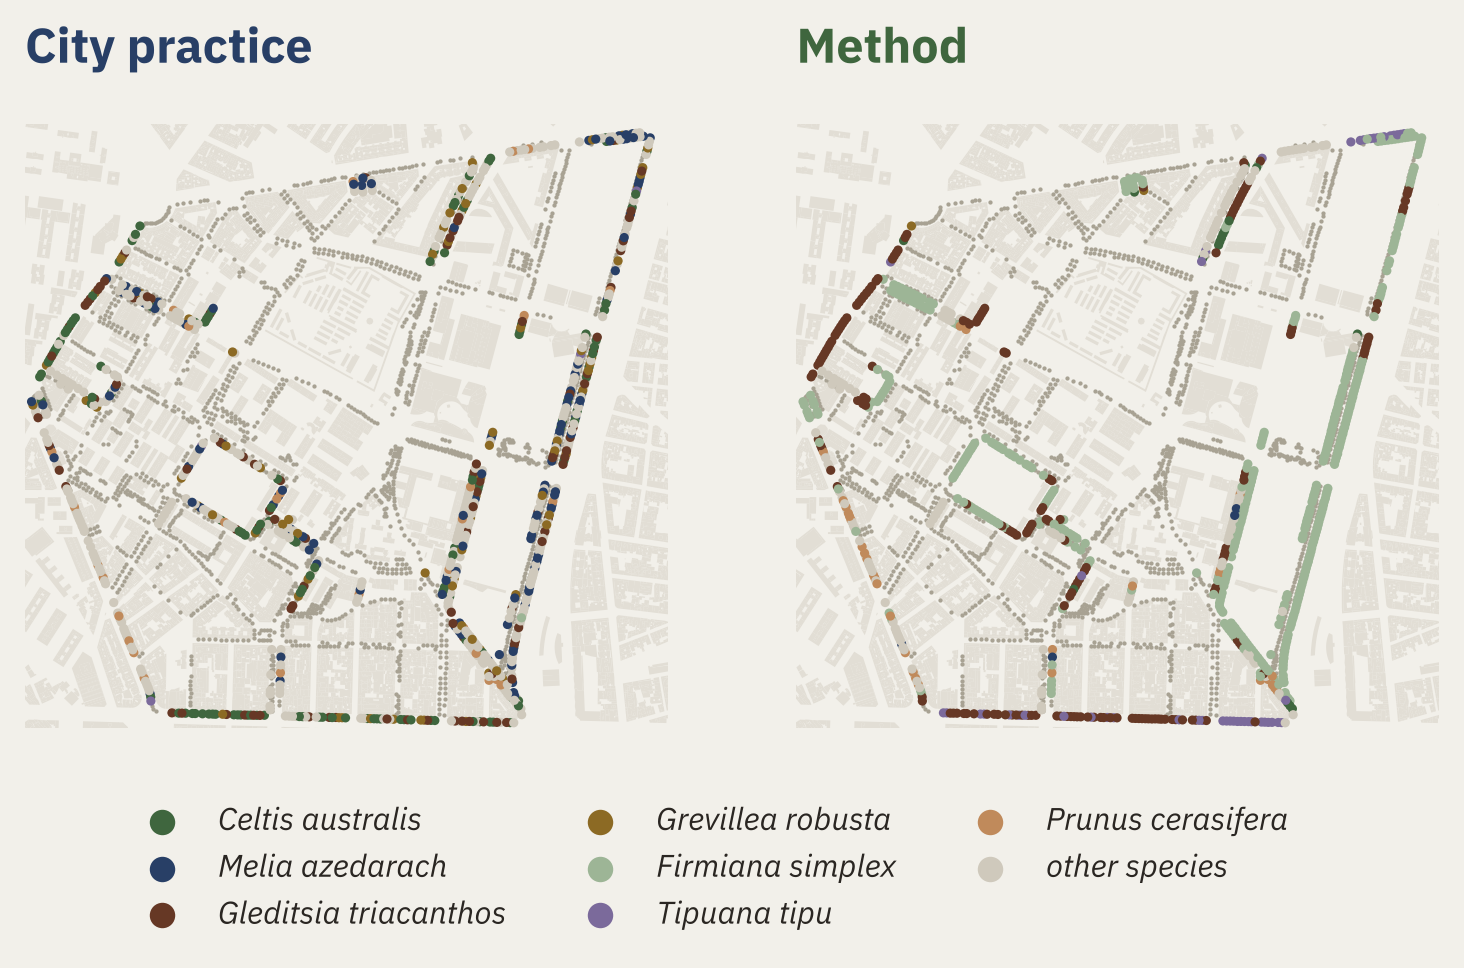 City practice
Method
Celtis australis
Grevillea robusta
Prunus cerasifera
Melia azedarach
Firmiana simplex
other species
Gleditsia triacanthos
Tipuana tipu